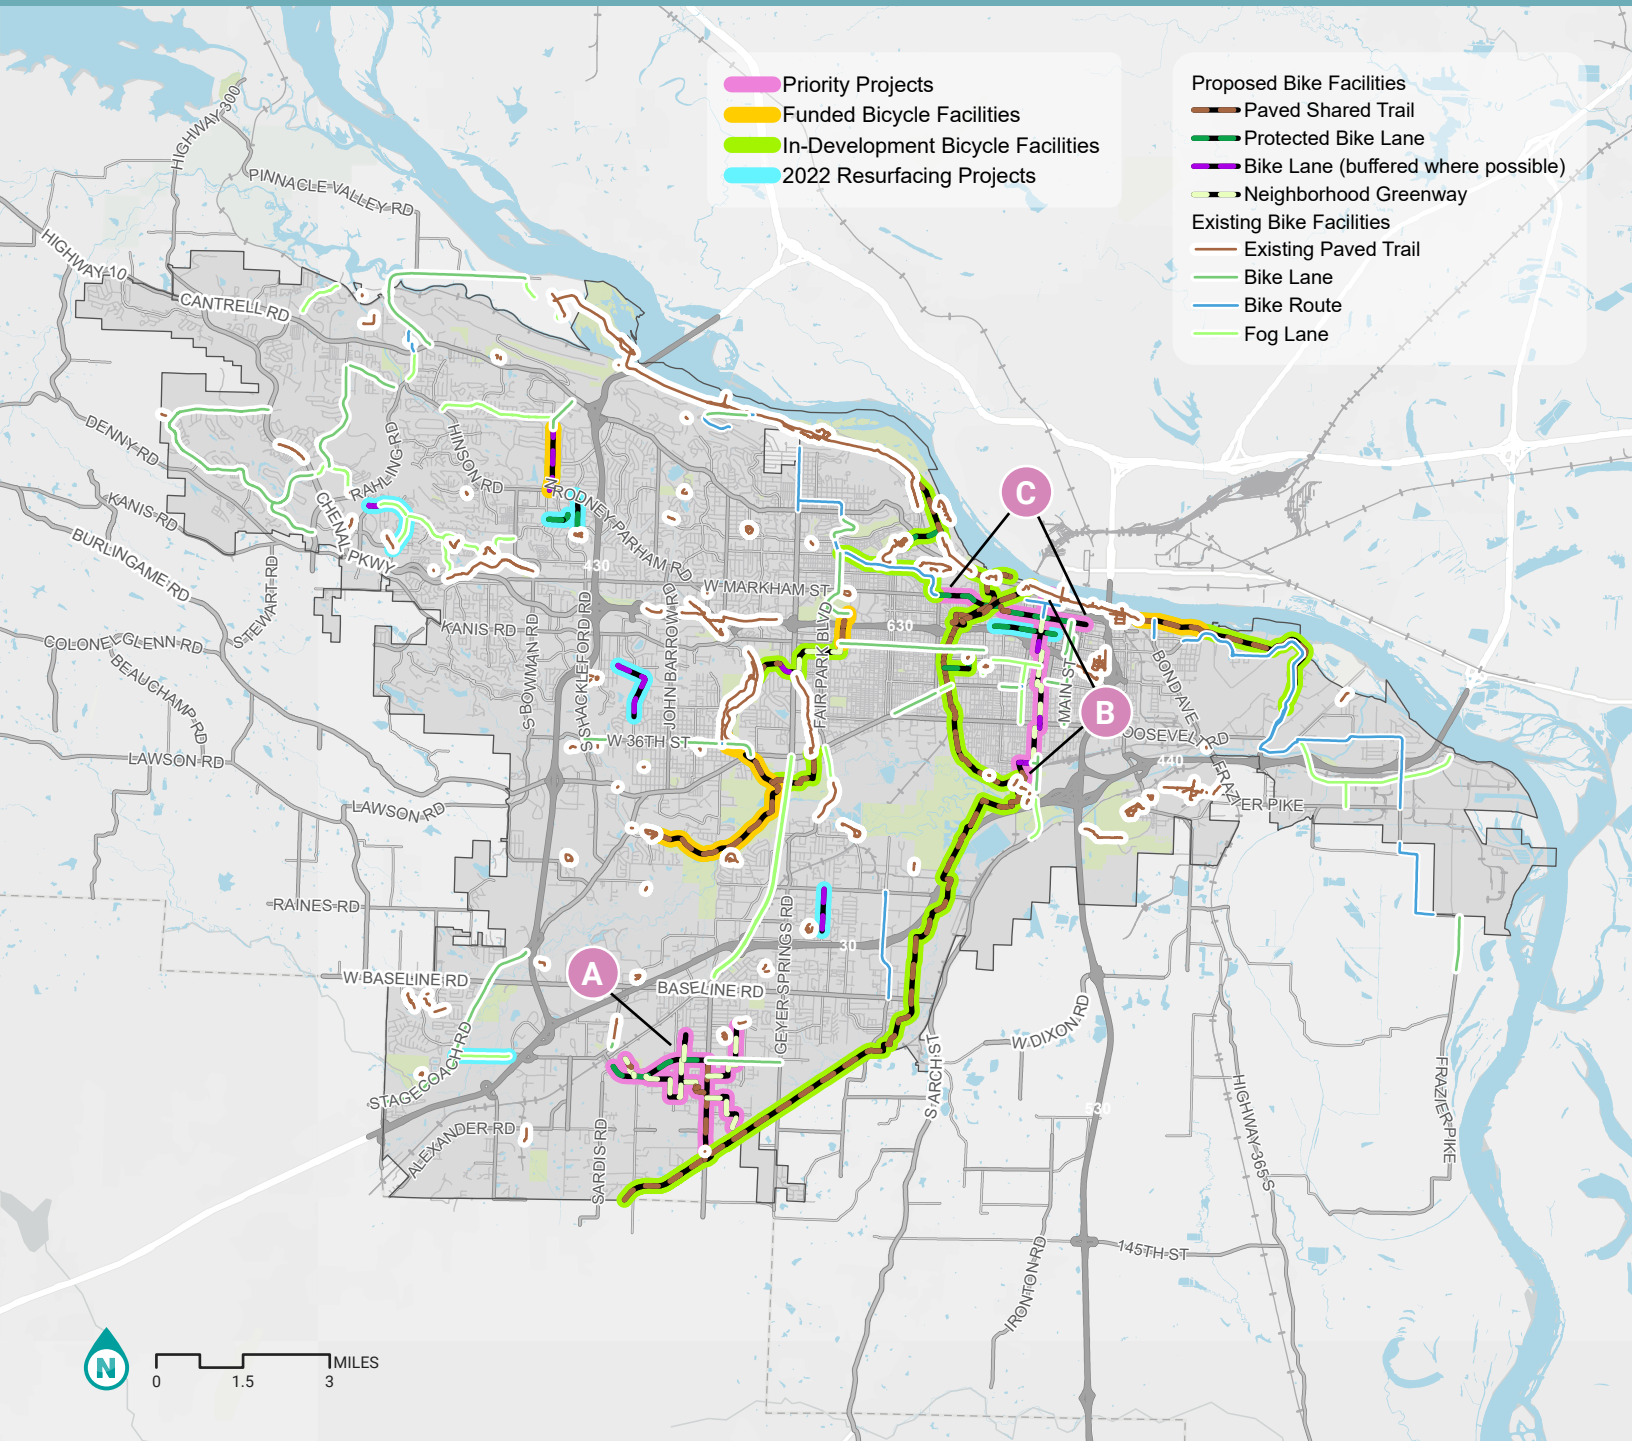 Priority Projects
Funded Bicycle Facilities
In-Development Bicycle Facilities
2022 Resurfacing Projects
Proposed Bike Facilities
Paved Shared Trail
Protected Bike Lane
Bike Lane (buffered where possible)
Neighborhood Greenway
Existing Bike Facilities
Existing Paved Trail
Bike Lane
Bike Route
Fog Lane
HIGHWAY 300
PINNACLE VALLEY RD
HIGHWAY 10
CANTRELL RD
DENNY RD
RAHLING RD
HINSON RD
N RODNEY PARHAM RD
KANIS RD
CHENAL PKWY
BURLINGAME RD
STEWART RD
430
W MARKHAM ST
C
KANIS RD
630
COLONEL GLENN RD
BEAUCHAMP RD
S BOWMAN RD
S SHACKLEFORD RD
JOHN BARROW RD
FAIR PARK BLVD
MAIN ST
BOND AVE
B
W 36TH ST
OOSEVELT RD
LAWSON RD
440
FRAZI
ER PIKE
LAWSON RD
RAINES RD
GEYER SPRINGS RD
30
A
W BASELINE RD
BASELINE RD
W DIXON RD
STAGECOACH RD
S ARCH ST
530
FRAZIER PIKE
HIGHWAY 365 S
ALEXANDER RD
SARDIS RD
145TH ST
IRONTON RD
N
MILES
0 1.5 3